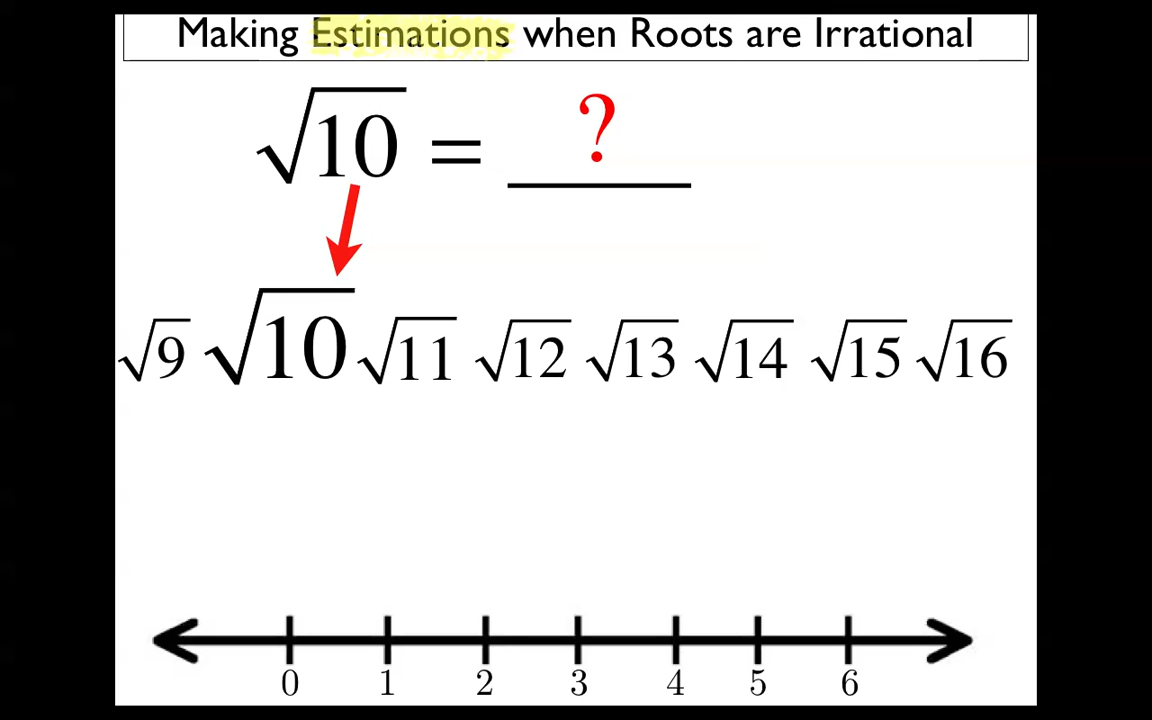 Making Estimations when Roots are Irrational
√10 = ?
√9 √10 √11 √12 √13 √14 √15 √16
0 1 2 3 4 5 6